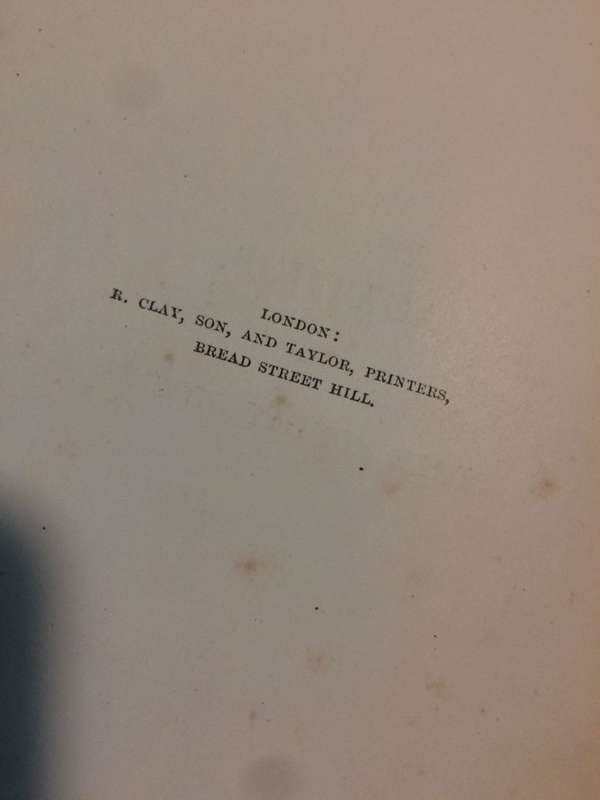 LONDON:
R. CLAY, SON, AND TAYLOR, PRINTERS,
BREAD STREET HILL.